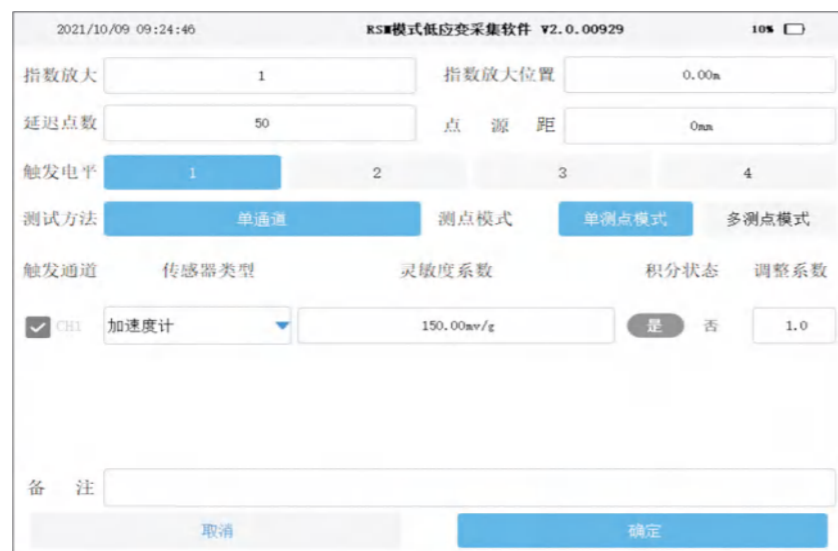 2021/10/09 09:24:46 RSM模式低应变采集软件 V2.0.00929 10%
指数放大 1 指数放大位置 0.00m
延迟点数 50 点源距 0mm
触发电平 1 2 3 4
测试方法 单通道 测点模式 单测点模式 多测点模式
触发通道 传感器类型 灵敏度系数 积分状态 调整系数
CH1 加速度计 150.00mv/g 是 否 1.0
备注
取消 确定